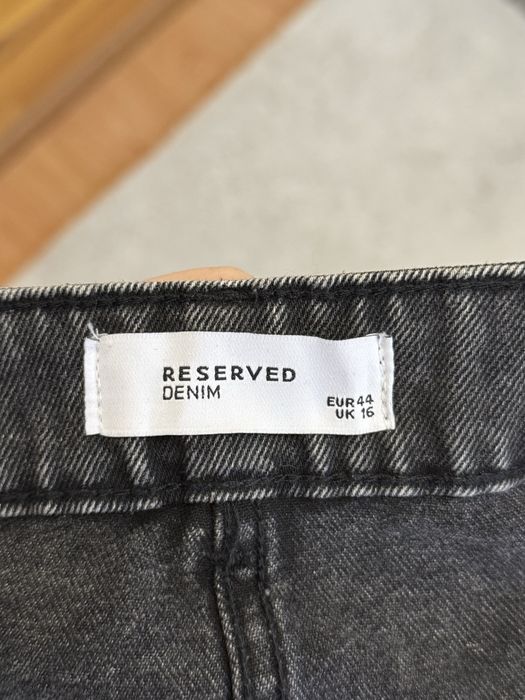 RESERVED
DENIM
EUR 44
UK 16